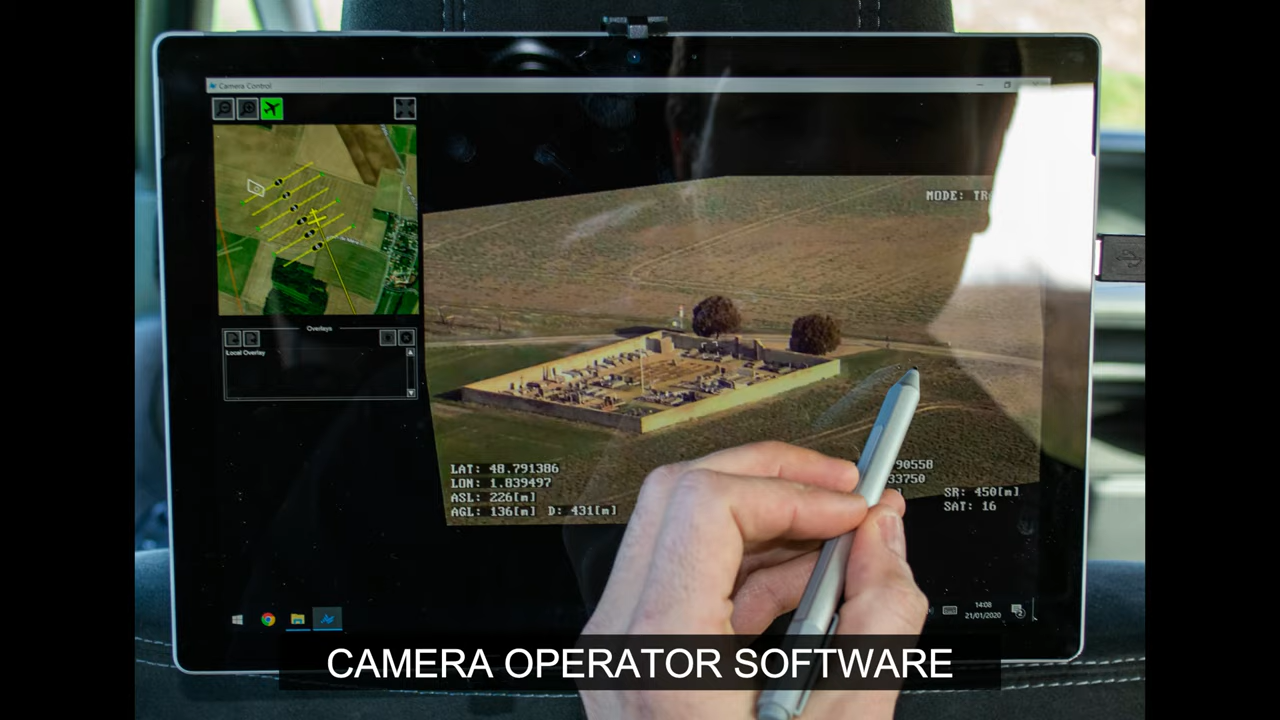 Camera Control
MODE: TR
Overlays
Local Overlay
LAT: 48.791386
LON: 1.839497
ASL: 226[m]
AGL: 136[m] D: 431[m]
90558
33750
SR: 450[m]
SAT: 16
14:08
21/01/2020
2
CAMERA OPERATOR SOFTWARE